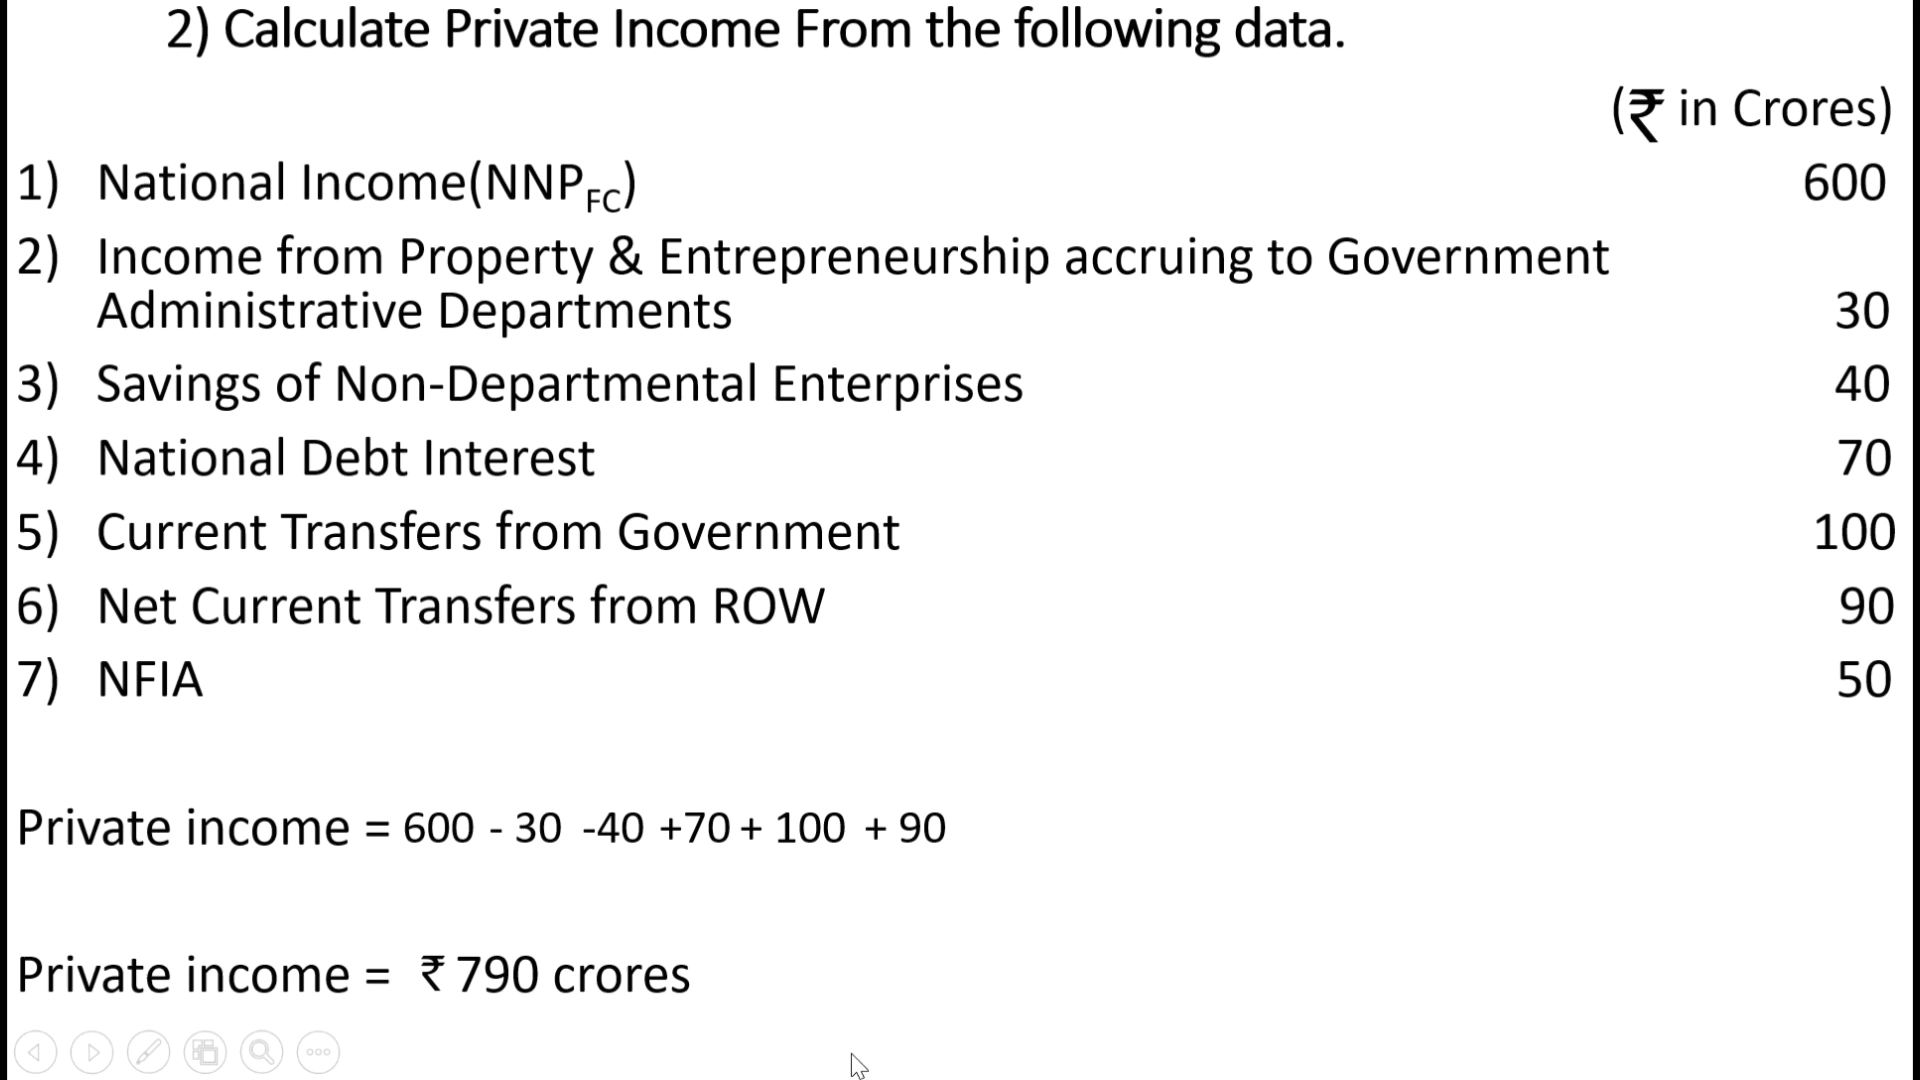 2) Calculate Private Income From the following data.
(₹ in Crores)
1) National Income(NNPFC) 600
2) Income from Property & Entrepreneurship accruing to Government
Administrative Departments 30
3) Savings of Non-Departmental Enterprises 40
4) National Debt Interest 70
5) Current Transfers from Government 100
6) Net Current Transfers from ROW 90
7) NFIA 50
Private income = 600 - 30 -40 +70 + 100 + 90
Private income = ₹ 790 crores